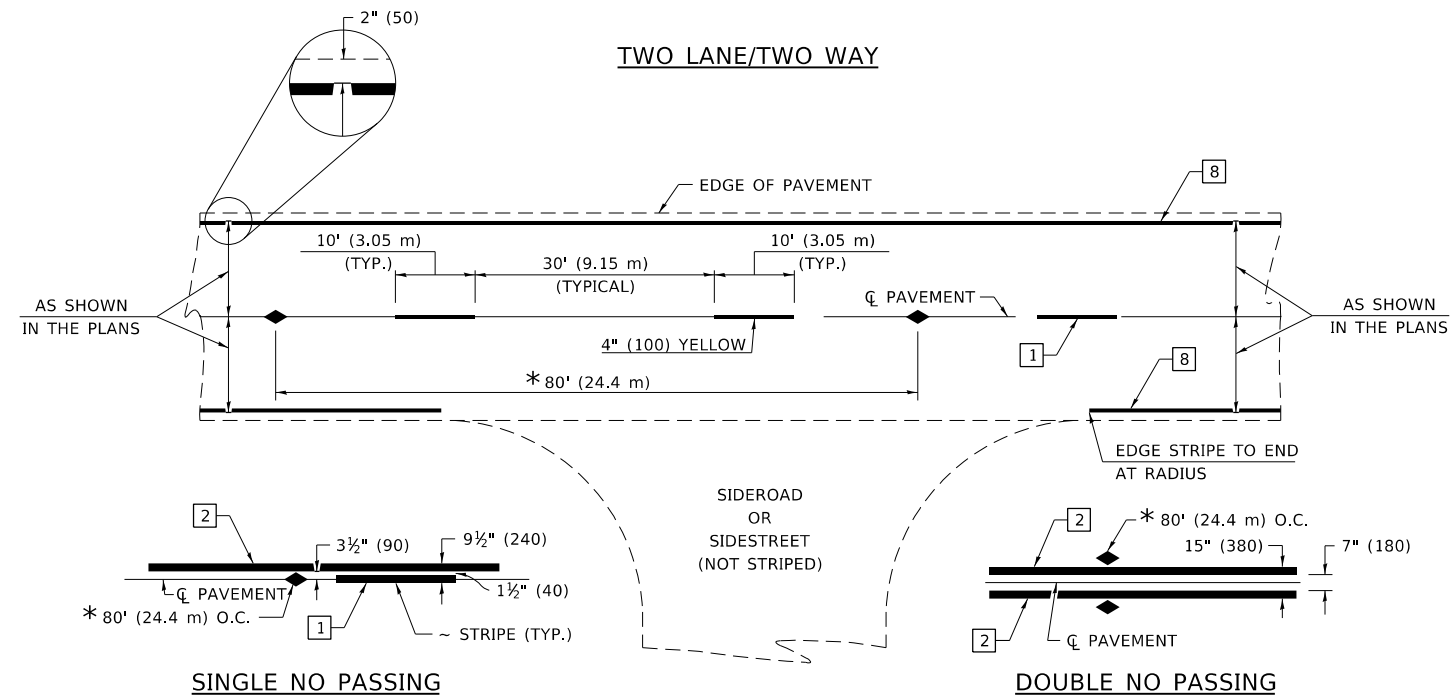 2" (50)
TWO LANE/TWO WAY
8
EDGE OF PAVEMENT
10' (3.05 m)
(TYP.)
30' (9.15 m)
(TYPICAL)
10' (3.05 m)
(TYP.)
℄ PAVEMENT
AS SHOWN
IN THE PLANS
AS SHOWN
IN THE PLANS
4" (100) YELLOW
1
8
* 80' (24.4 m)
EDGE STRIPE TO END
AT RADIUS
SIDEROAD
OR
SIDESTREET
(NOT STRIPED)
2
3½" (90)
9½" (240)
1½" (40)
℄ PAVEMENT
* 80' (24.4 m) O.C.
1
~ STRIPE (TYP.)
SINGLE NO PASSING
2
* 80' (24.4 m) O.C.
15" (380)
7" (180)
2
℄ PAVEMENT
DOUBLE NO PASSING